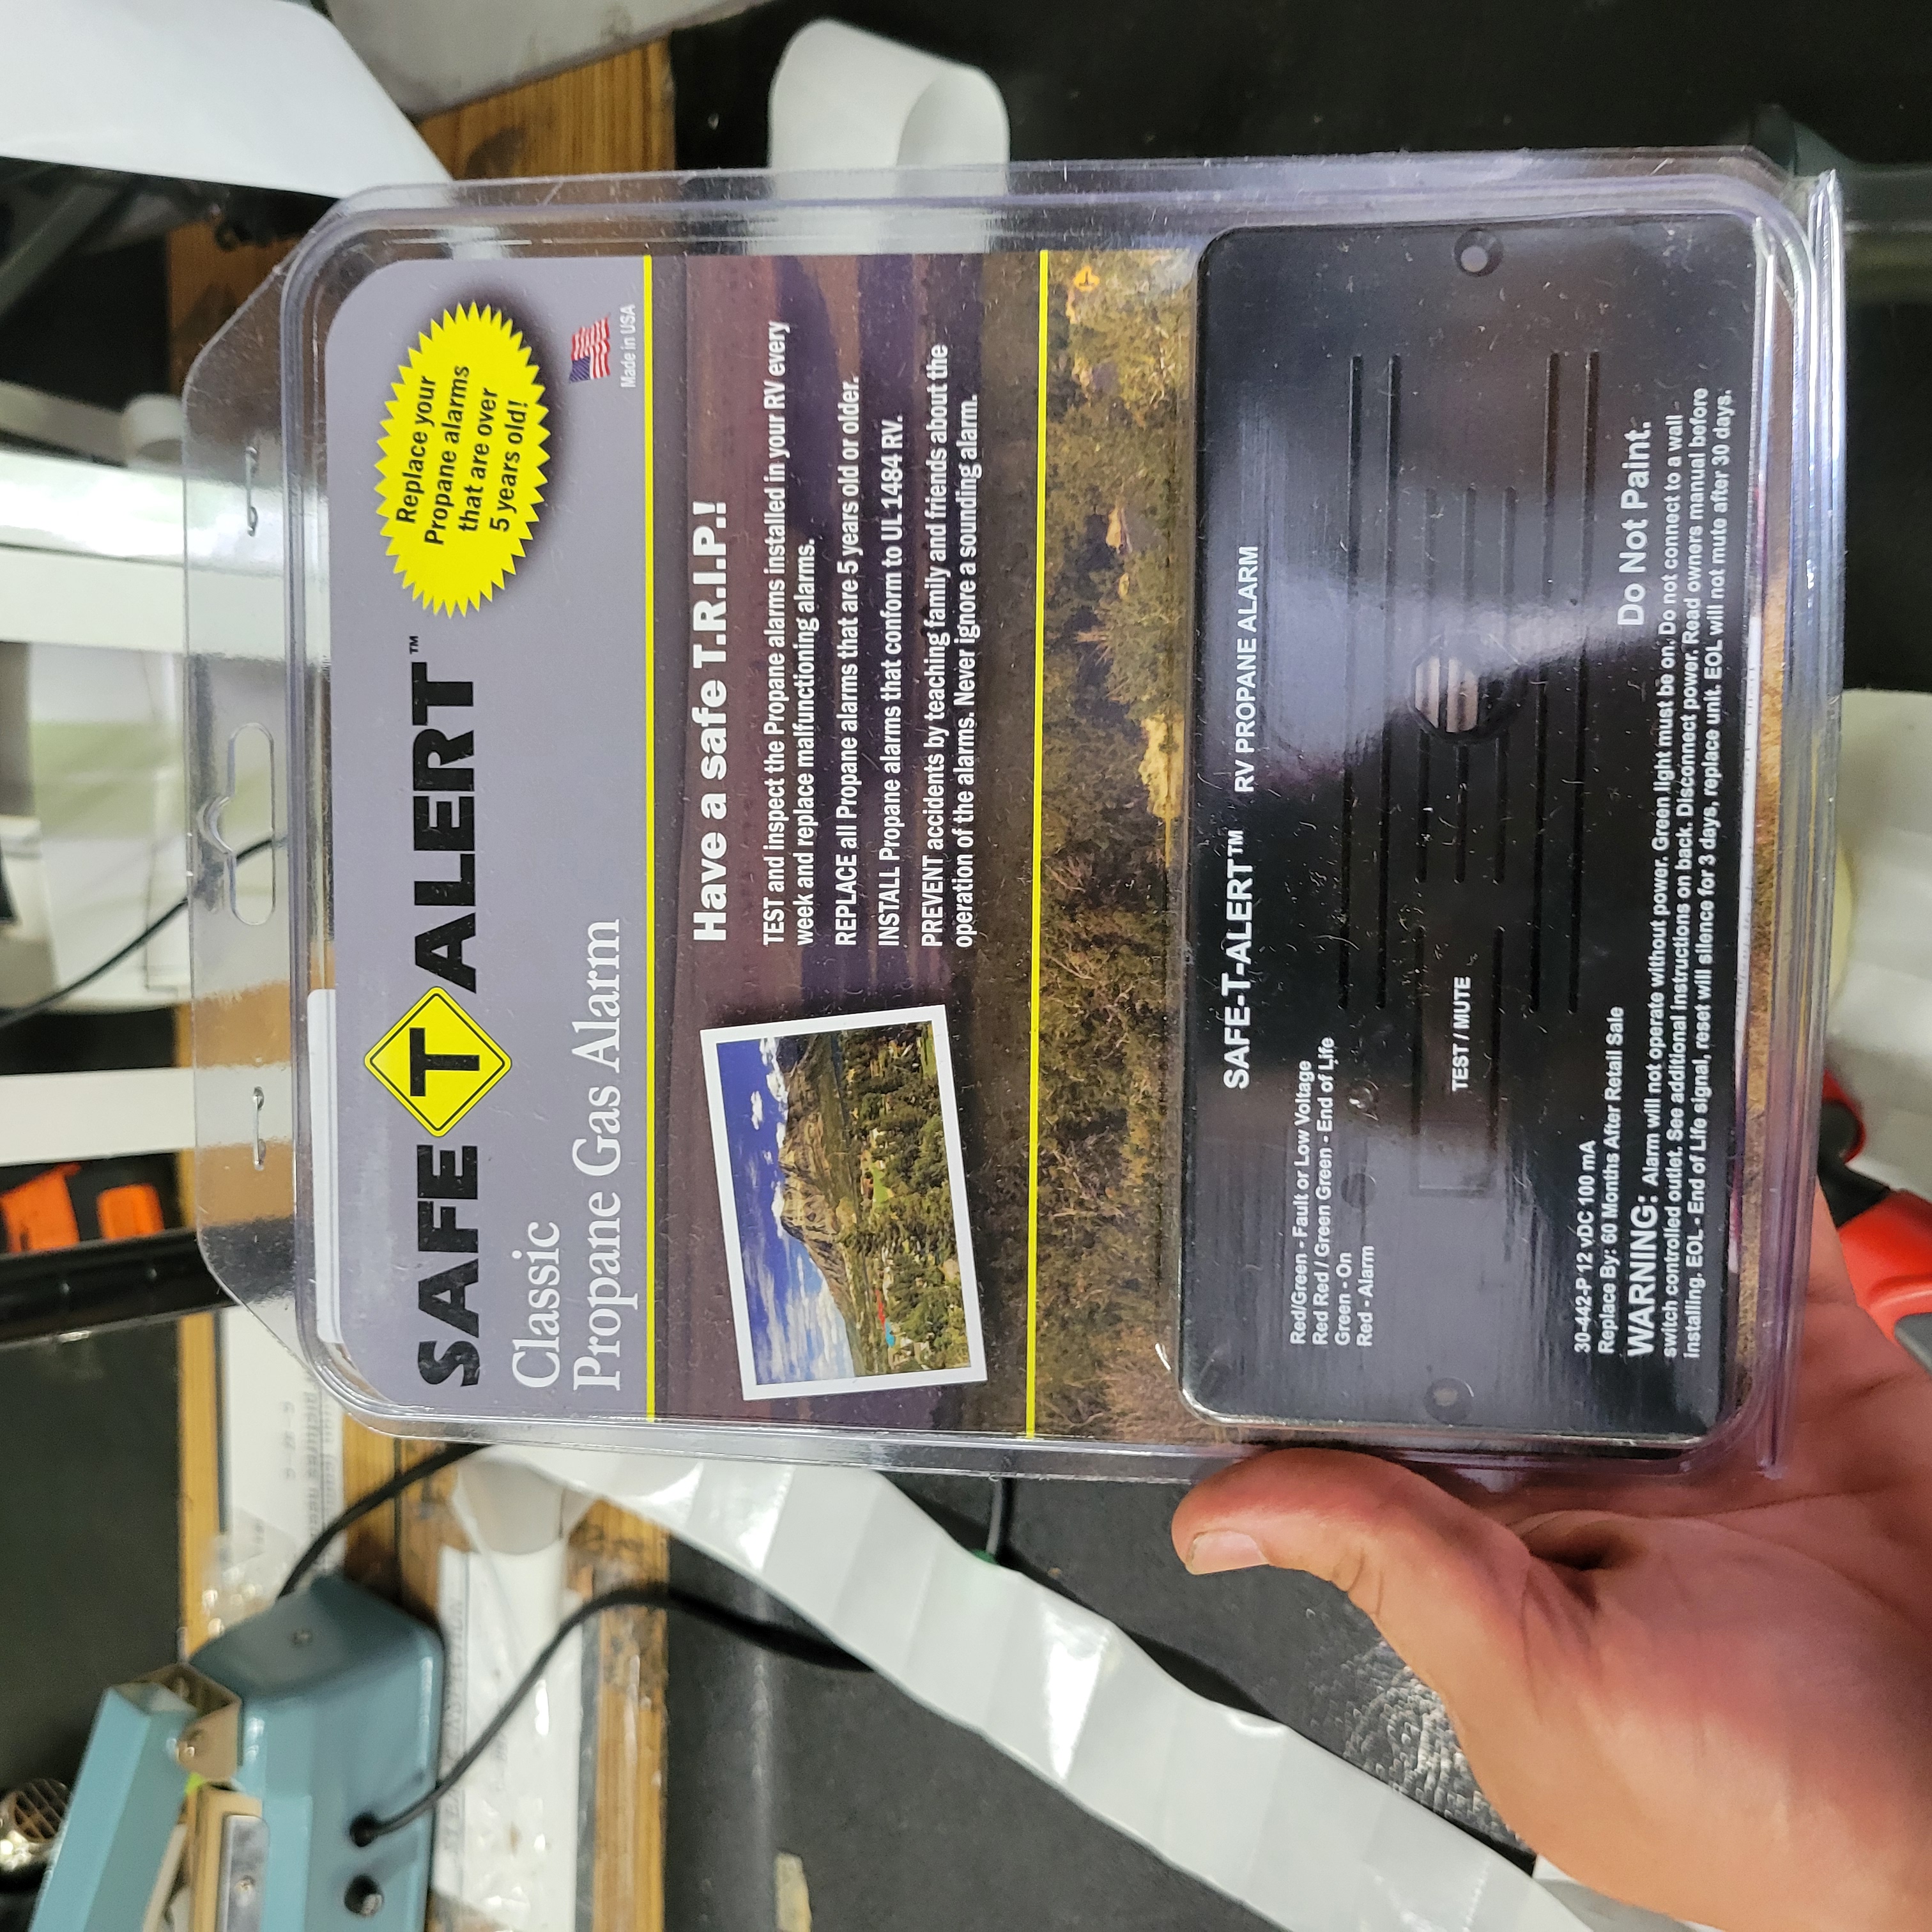 Replace your
Propane alarms
that are over
5 years old!
SAFE T ALERT™
Classic
Propane Gas Alarm
Made in USA
Have a safe T.R.I.P.!
TEST and inspect the Propane alarms installed in your RV every
week and replace malfunctioning alarms.
REPLACE all Propane alarms that are 5 years old or older.
INSTALL Propane alarms that conform to UL1484 RV.
PREVENT accidents by teaching family and friends about the
operation of the alarms. Never ignore a sounding alarm.
SAFE-T-ALERT™ RV PROPANE ALARM
Red/Green - Fault or Low Voltage
Red Red / Green Green - End of Life
Green - On
Red - Alarm
TEST / MUTE
30-442-P 12 vDC 100 mA
Replace By: 60 Months After Retail Sale
Do Not Paint.
WARNING: Alarm will not operate without power. Green light must be on. Do not connect to a wall
switch controlled outlet. See additional instructions on back. Disconnect power. Read owners manual before
installing. EOL - End of Life signal, reset will silence for 3 days, replace unit. EOL will not mute after 30 days.